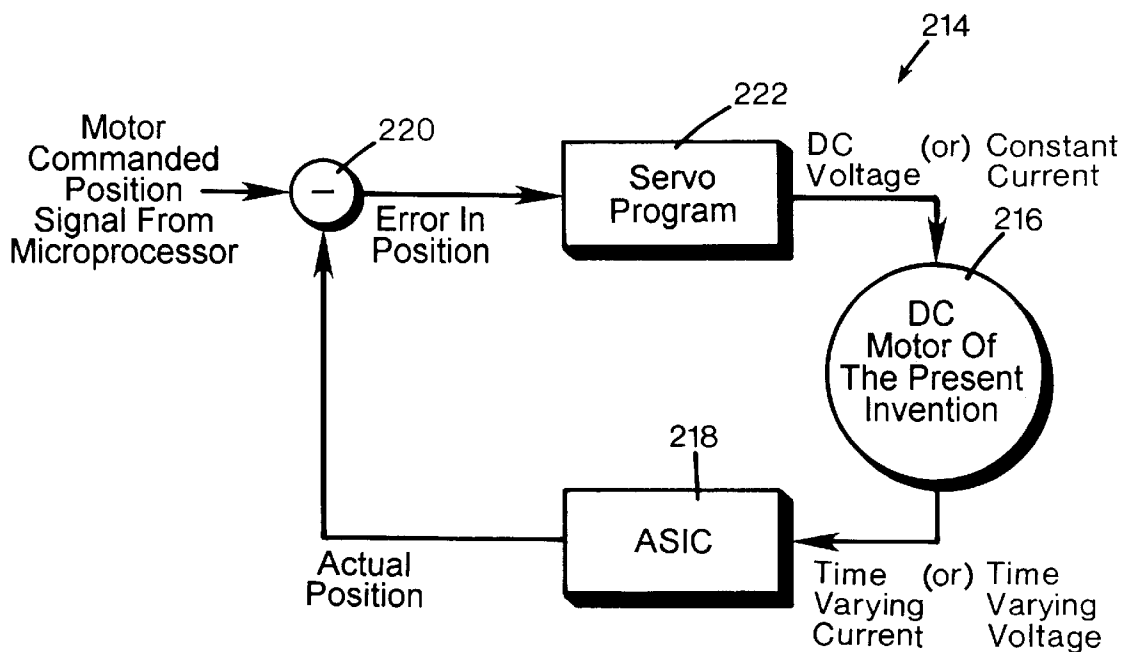 214
222
220
Motor
Commanded
Position
Signal From
Microprocessor
−
Error In
Position
Servo
Program
DC (or) Constant
Voltage Current
216
DC
Motor Of
The Present
Invention
218
ASIC
Actual
Position
Time (or) Time
Varying Varying
Current Voltage